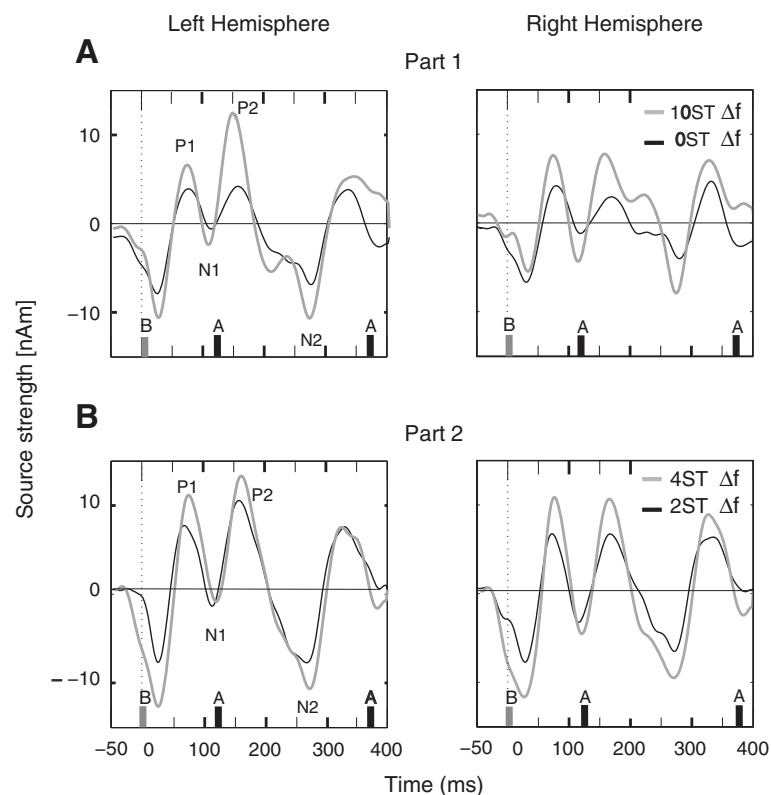 Left Hemisphere
Right Hemisphere
A
Part 1
10
0
−10
Source strength [nAm]
P1
P2
N1
N2
B
A
A
10ST Δf
0ST Δf
B
A
A
B
Part 2
10
0
−10
P1
P2
N1
N2
B
A
A
4ST Δf
2ST Δf
B
A
A
−50 0 100 200 300 400
−50 0 100 200 300 400
Time (ms)